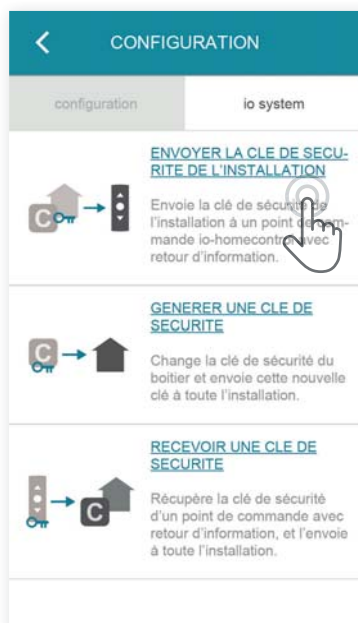 CONFIGURATION
configuration
io system
ENVOYER LA CLE DE SECU-
RITE DE L'INSTALLATION
Envoie la clé de sécurité de
l'installation à un point de com-
mande io-homecontrol avec
retour d'information.
C
GENERER UNE CLE DE
SECURITE
C
Change la clé de sécurité du
boitier et envoie cette nouvelle
clé à toute l'installation.
RECEVOIR UNE CLE DE
SECURITE
C
Récupère la clé de sécurité
d'un point de commande avec
retour d'information, et l'envoie
à toute l'installation.